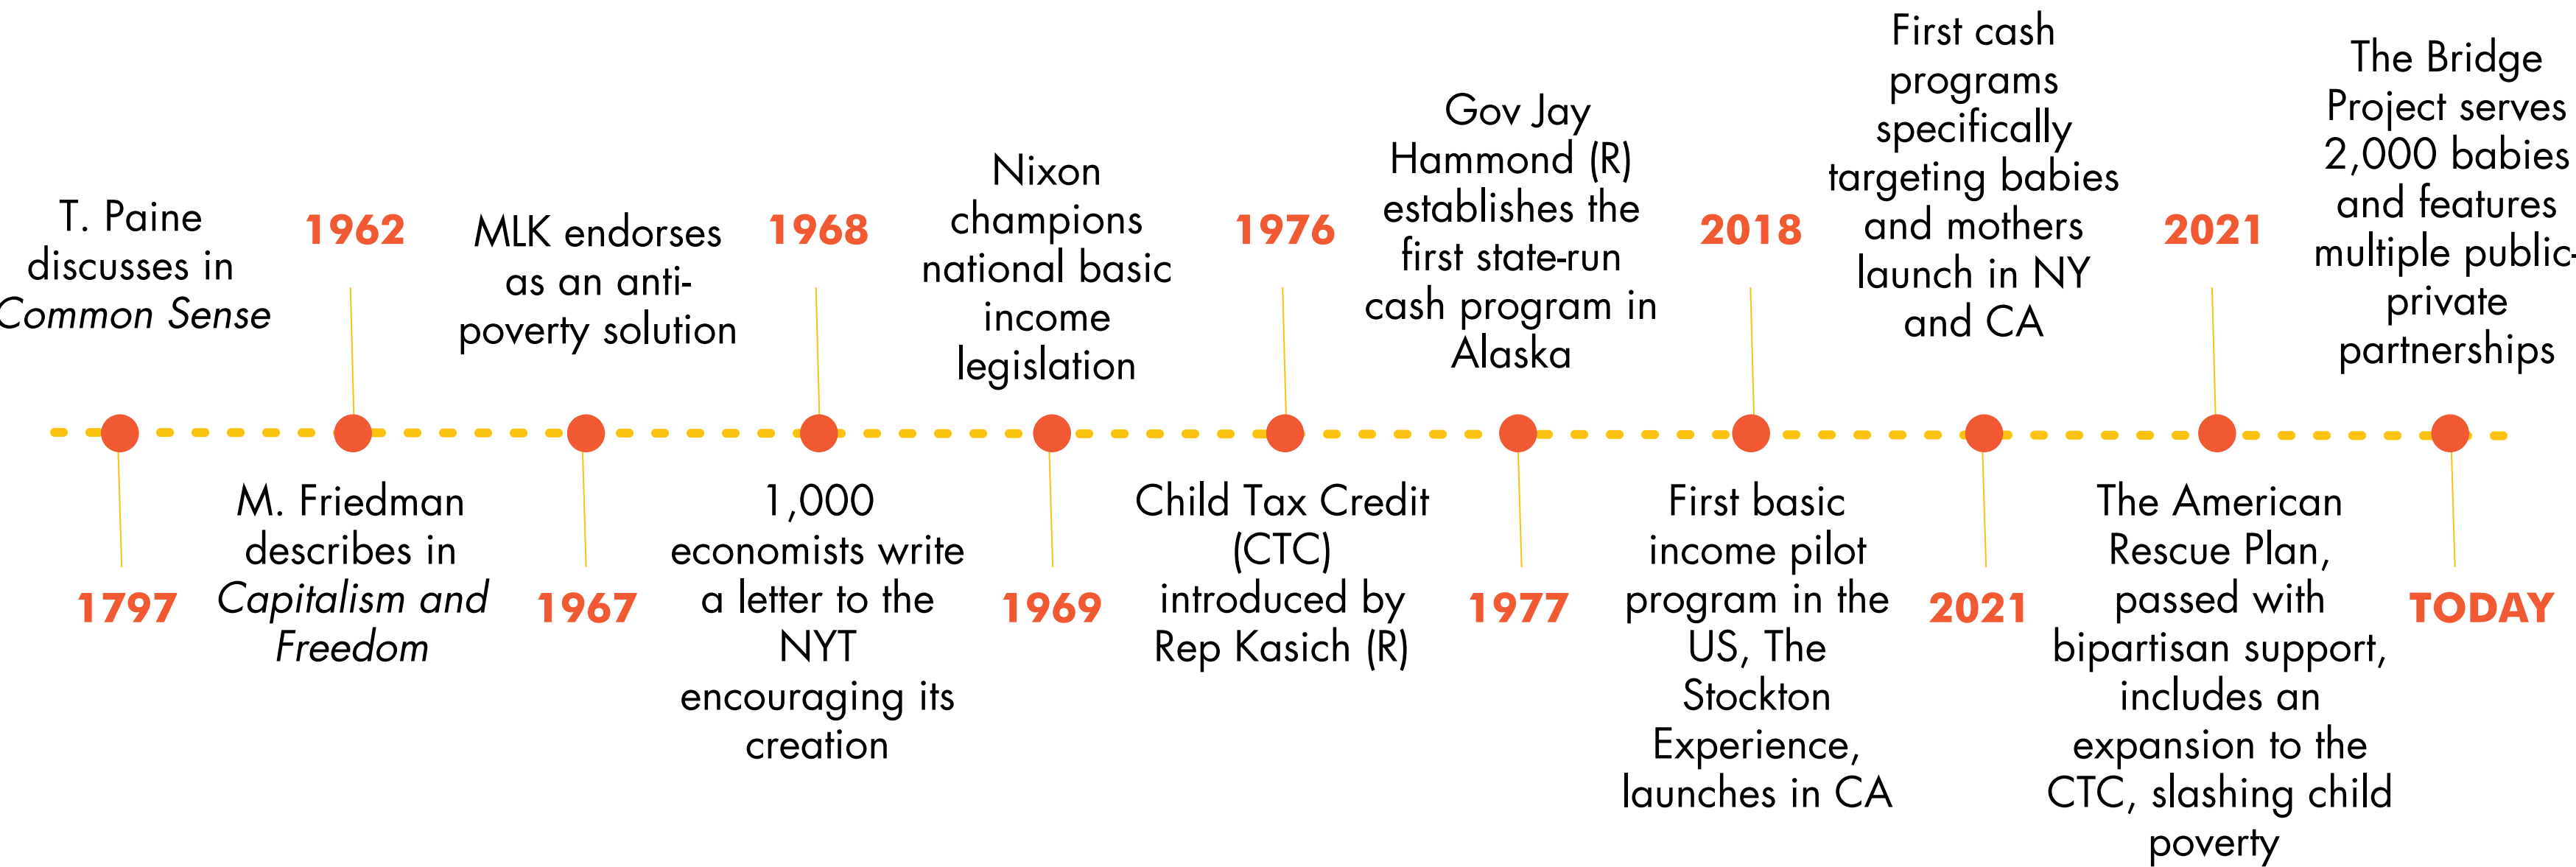 T. Paine
discusses in
Common Sense
1797
1962
M. Friedman
describes in
Capitalism and
Freedom
MLK endorses
as an anti-
poverty solution
1967
1968
1,000
economists write
a letter to the
NYT
encouraging its
creation
Nixon
champions
national basic
income
legislation
1969
1976
Child Tax Credit
(CTC)
introduced by
Rep Kasich (R)
Gov Jay
Hammond (R)
establishes the
first state-run
cash program in
Alaska
1977
2018
First basic
income pilot
program in the
US, The
Stockton
Experience,
launches in CA
First cash
programs
specifically
targeting babies
and mothers
launch in NY
and CA
2021
2021
The American
Rescue Plan,
passed with
bipartisan support,
includes an
expansion to the
CTC, slashing child
poverty
The Bridge
Project serves
2,000 babies
and features
multiple public-
private
partnerships
TODAY